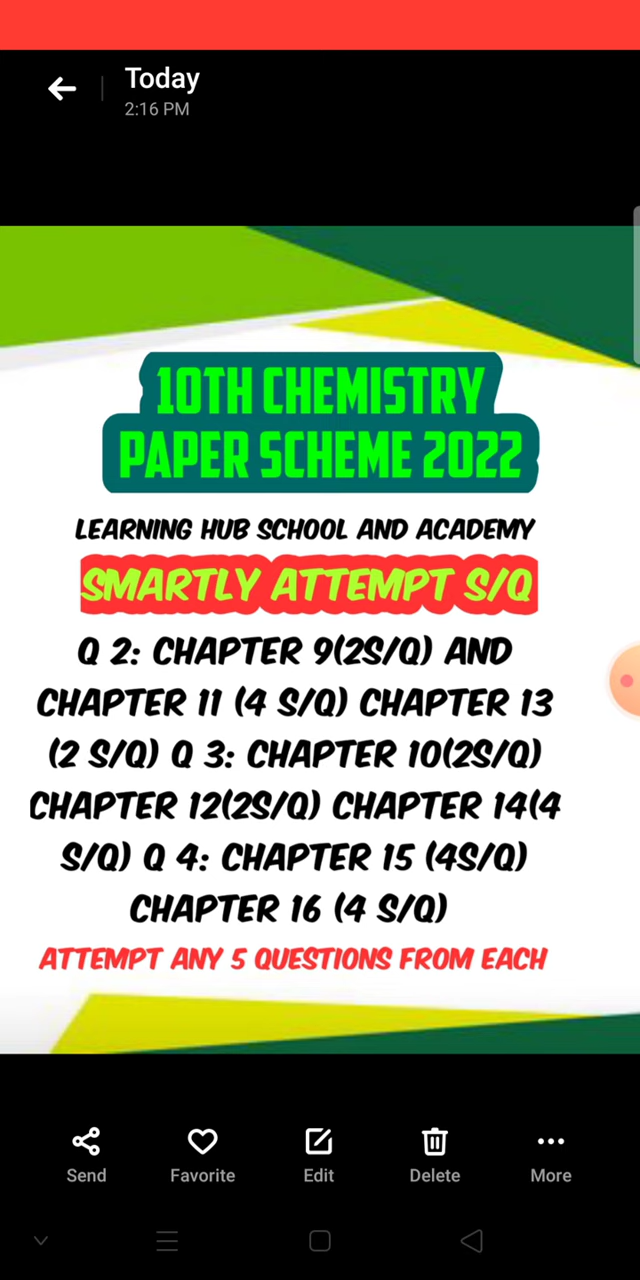 Today
2:16 PM
10TH CHEMISTRY
PAPER SCHEME 2022
LEARNING HUB SCHOOL AND ACADEMY
SMARTLY ATTEMPT S/Q
Q 2: CHAPTER 9(2S/Q) AND
CHAPTER 11 (4 S/Q) CHAPTER 13
(2 S/Q) Q 3: CHAPTER 10(2S/Q)
CHAPTER 12(2S/Q) CHAPTER 14(4
S/Q) Q 4: CHAPTER 15 (4S/Q)
CHAPTER 16 (4 S/Q)
ATTEMPT ANY 5 QUESTIONS FROM EACH
Send Favorite Edit Delete More